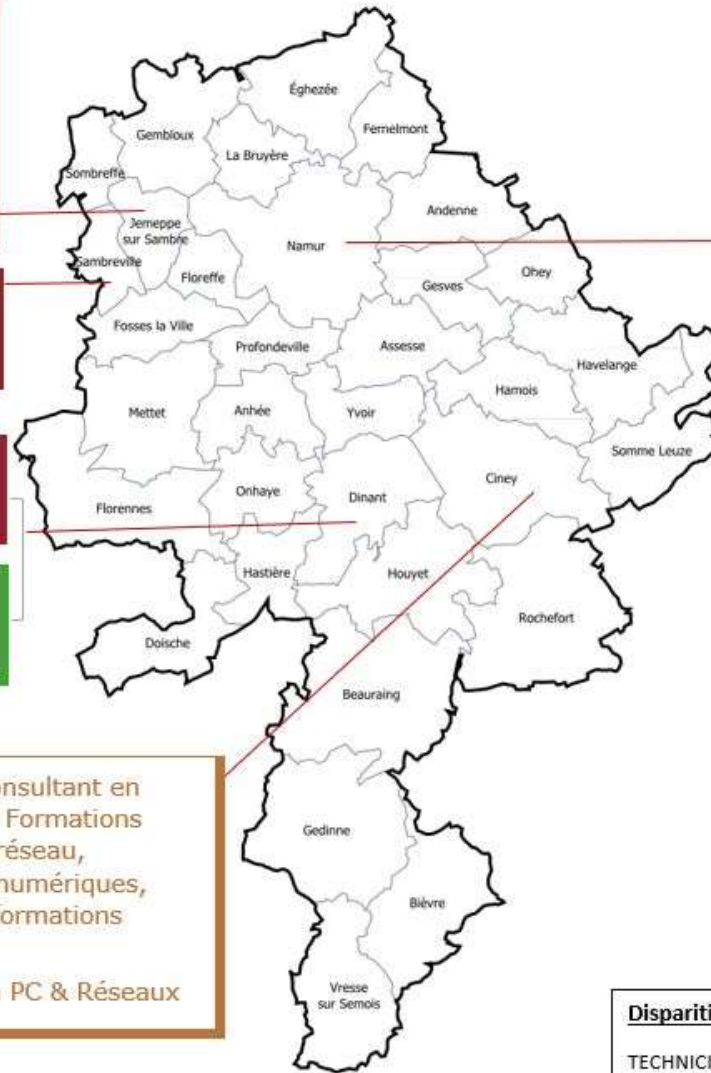 Éghezée
Gembloux
Fernelmont
La Bruyère
Sombreffe
Andenne
Jemeppe
sur Sambre
Namur
Sambreville
Floreffe
Ohey
Gesves
Fosses la Ville
Profondeville
Assesse
Havelange
Hamois
Mettet
Anhée
Yvoir
Somme Leuze
Ciney
Onhaye
Dinant
Florennes
Hastière
Houyet
Rochefort
Doische
Beauraing
onsultant en
Formations
réseau,
numériques,
ormations
PC & Réseaux
Gedinne
Bièvre
Vresse
sur Semois
Dispariti
TECHNICI